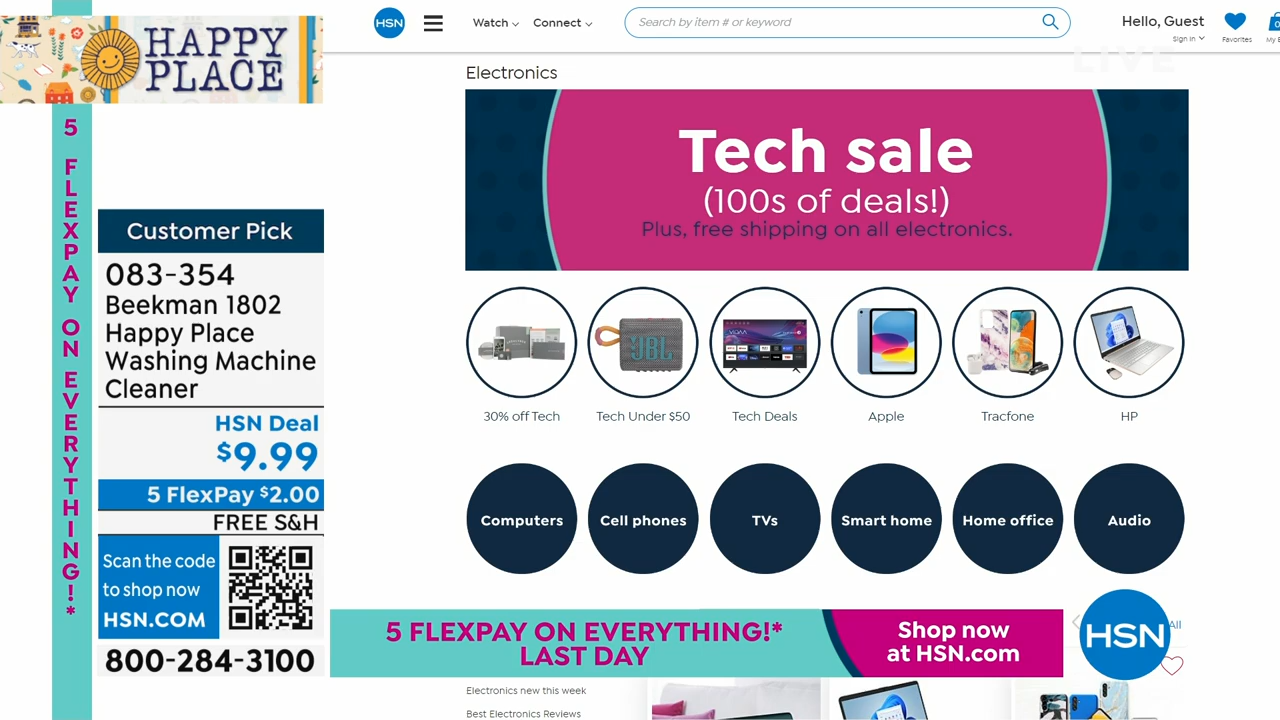 HAPPY
PLACE
5 FLEXPAY ON EVERYTHING!*
Customer Pick
083-354
Beekman 1802
Happy Place
Washing Machine
Cleaner
HSN Deal
$9.99
5 FlexPay $2.00
FREE S&H
Scan the code
to shop now
HSN.COM
800-284-3100
HSN
Watch
Connect
Search by item # or keyword
Hello, Guest
Sign In
Favorites
LIVE
Electronics
Tech sale
(100s of deals!)
Plus, free shipping on all electronics.
JBL
30% off Tech
Tech Under $50
Tech Deals
Apple
Tracfone
HP
Computers
Cell phones
TVs
Smart home
Home office
Audio
5 FLEXPAY ON EVERYTHING!*
LAST DAY
Shop now
at HSN.com
HSN
All
Electronics new this week
Best Electronics Reviews